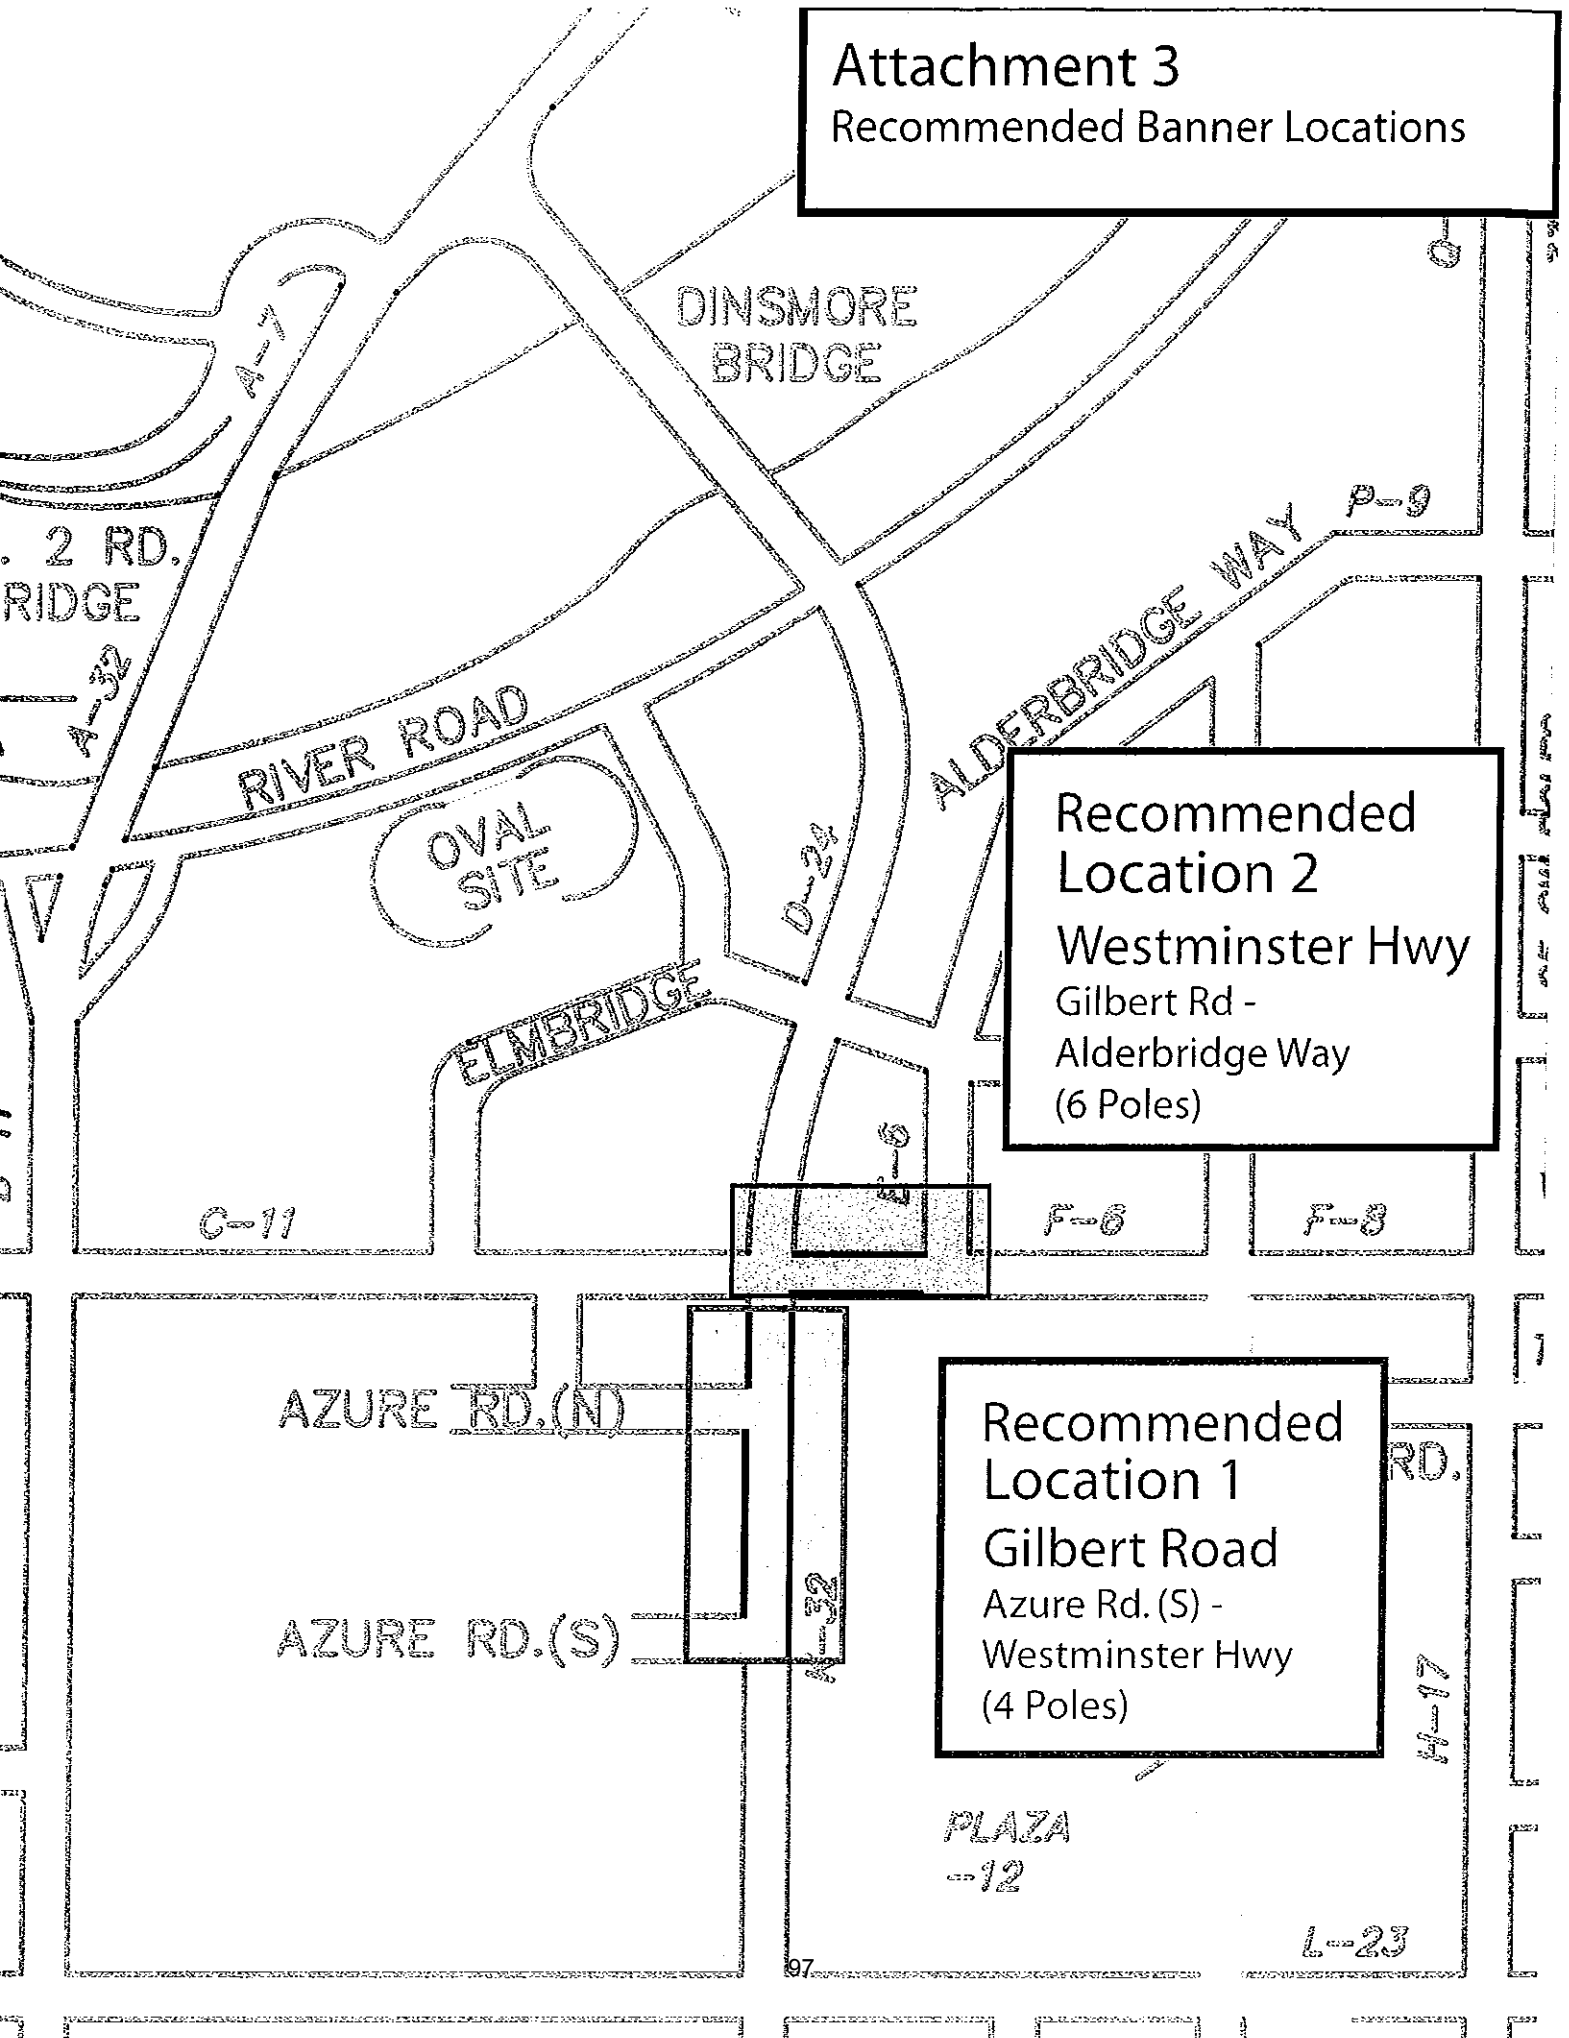 Attachment 3
Recommended Banner Locations
DINSMORE
BRIDGE
A-7
P-9
. 2 RD.
RIDGE
A-32
ALDERBRIDGE WAY
RIVER ROAD
OVAL
SITE
D-24
Recommended
Location 2
Westminster Hwy
Gilbert Rd -
Alderbridge Way
(6 Poles)
ELMBRIDGE
E-6
C-11
F-6
F-8
AZURE RD.(N)
Recommended
Location 1
Gilbert Road
Azure Rd. (S) -
Westminster Hwy
(4 Poles)
RD.
AZURE RD.(S)
H-17
PLAZA
-12
L-23
97